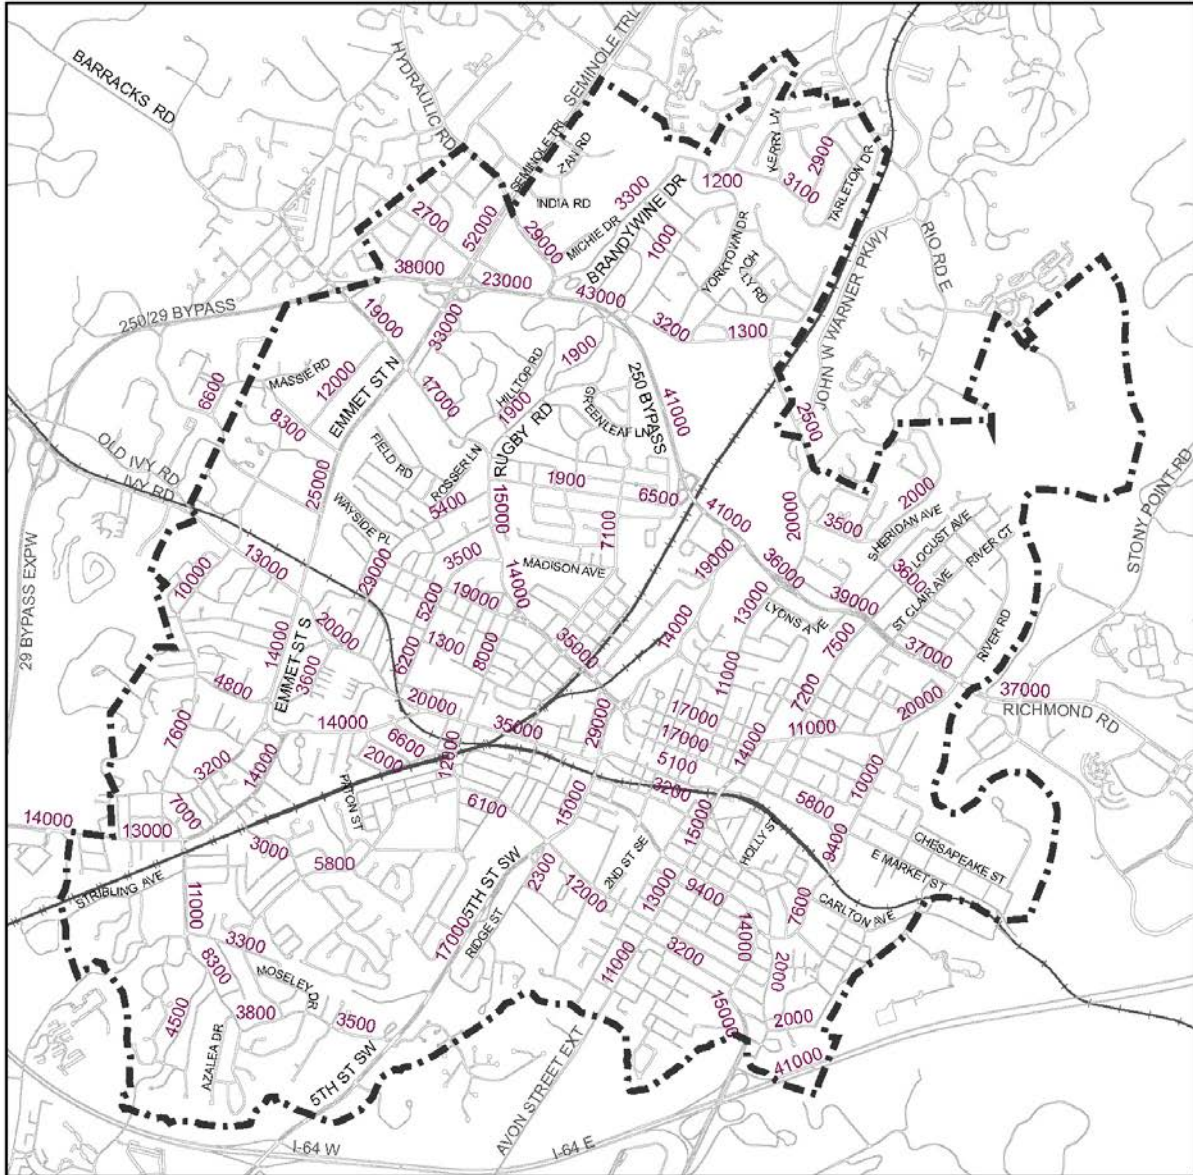 BARRACKS RD
HYDRAULIC RD
SEMINOLE TRL
SEMINOLE TRL
ZAN RD
KERRY LN
2900
3100
TARLETON DR
1200
3300
INDIA RD
2700
52000
29000
MICHIE DR
BRANDYWINE DR
1000
YORKTOWN DR
HOLLY RD
RIO RD E
JOHN W WARNER PKWY
38000
23000
43000
250/29 BYPASS
19000
33000
3200
1300
1900
MASSIE RD
12000
EMMET ST N
HILLTOP RD
17000
1900
GREENLEAF LN
250 BYPASS
41000
6600
8300
RUGBY RD
2500
OLD IVY RD
IVY RD
FIELD RD
ROSSER LN
25000
WAYSIDE PL
5400
15000
1900
6500
2000
STONY POINT RD
41000
20000
3500
SHERIDAN AVE
LOCUST AVE
RIVER CT
7100
3500
MADISON AVE
13000
10000
29000
19000
14000
19000
36000
3600
39000
ST CLAIR AVE
29 BYPASS EXPW
5200
13000
LYONS AVE
20000
14000
EMMET ST S
1300
8000
6200
35000
14000
7500
37000
RIVER RD
3600
4800
11000
7200
20000
37000
RICHMOND RD
20000
17000
14000
35000
29000
17000
11000
7600
6600
2000
12000
5100
14000
3200
14000
3200
10000
5800
PATON ST
6100
15000
15000
HOLLY ST
14000
13000
7000
3000
5800
9400
CHESAPEAKE ST
E MARKET ST
STRIBLING AVE
2300
12000
2ND ST SE
13000
9400
5TH ST SW
CARLTON AVE
11000
17000
RIDGE ST
7600
14000
3300
8300
MOSELEY DR
11000
3200
2000
4500
3800
3500
15000
2000
AZALEA DR
5TH ST SW
AVON STREET EXT
41000
I-64 W
I-64 E